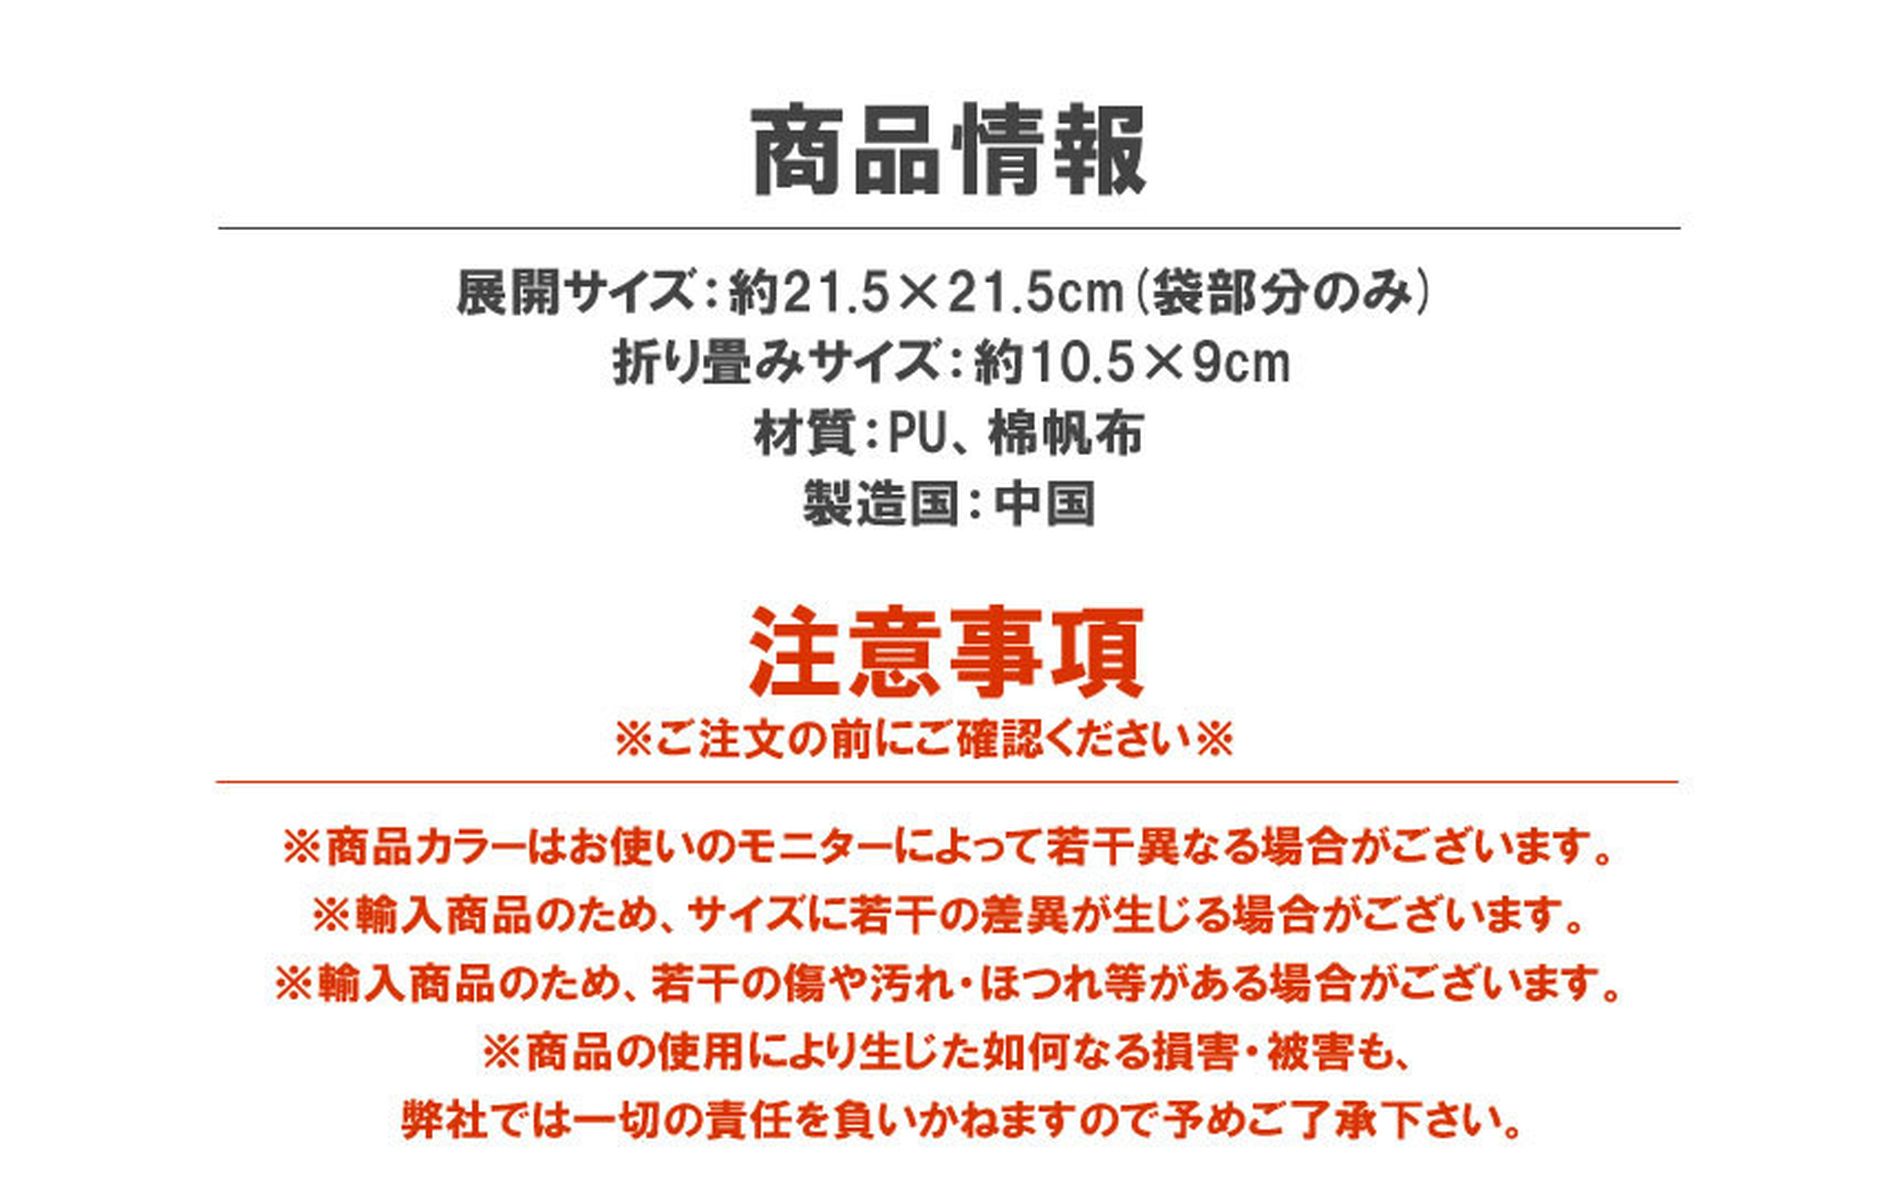 商品情報
展開サイズ：約21.5×21.5cm(袋部分のみ)
折り畳みサイズ：約10.5×9cm
材質：PU、棉帆布
製造国：中国
注意事項
※ご注文の前にご確認ください※
※商品カラーはお使いのモニターによって若干異なる場合がございます。
※輸入商品のため、サイズに若干の差異が生じる場合がございます。
※輸入商品のため、若干の傷や汚れ・ほつれ等がある場合がございます。
※商品の使用により生じた如何なる損害・被害も、
弊社では一切の責任を負いかねますので予めご了承下さい。